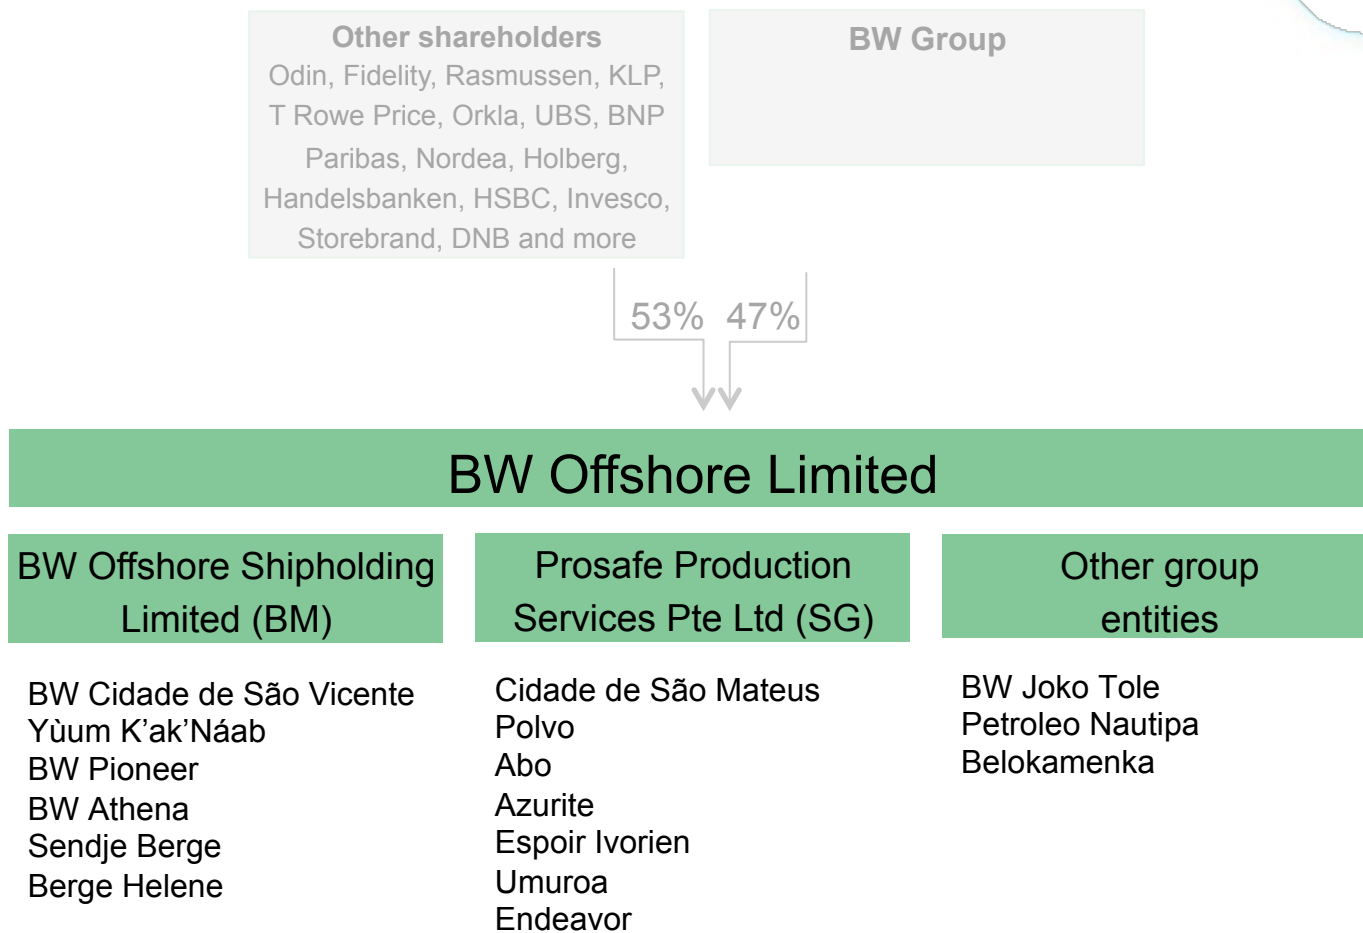 Other shareholders
Odin, Fidelity, Rasmussen, KLP,
T Rowe Price, Orkla, UBS, BNP
Paribas, Nordea, Holberg,
Handelsbanken, HSBC, Invesco,
Storebrand, DNB and more
BW Group
53% 47%
BW Offshore Limited
BW Offshore Shipholding
Limited (BM)
BW Cidade de São Vicente
Yùum K’ak’Náab
BW Pioneer
BW Athena
Sendje Berge
Berge Helene
Prosafe Production
Services Pte Ltd (SG)
Cidade de São Mateus
Polvo
Abo
Azurite
Espoir Ivorien
Umuroa
Endeavor
Other group
entities
BW Joko Tole
Petroleo Nautipa
Belokamenka